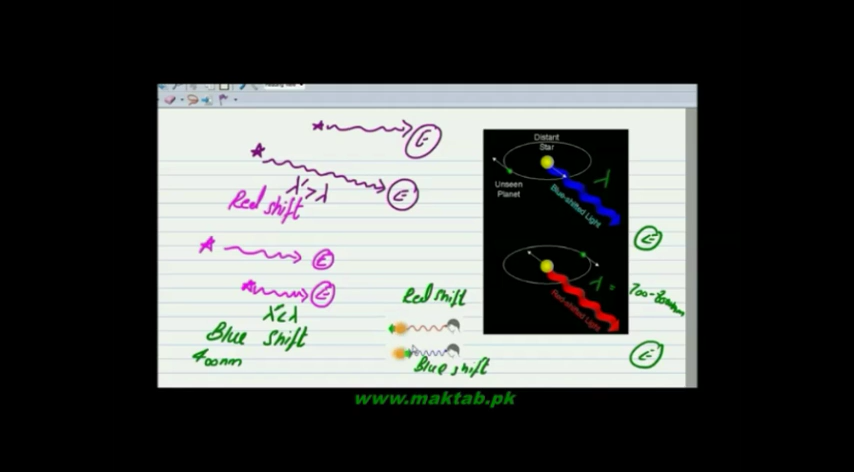 E
E
λ' > λ
Red shift
E
E
λ' < λ
Blue shift
400nm
Red shift
Blue shift
Distant
Star
Unseen
Planet
Blue-shifted Light
λ
E
λ =
Red-shifted Light
E
www.maktab.pk